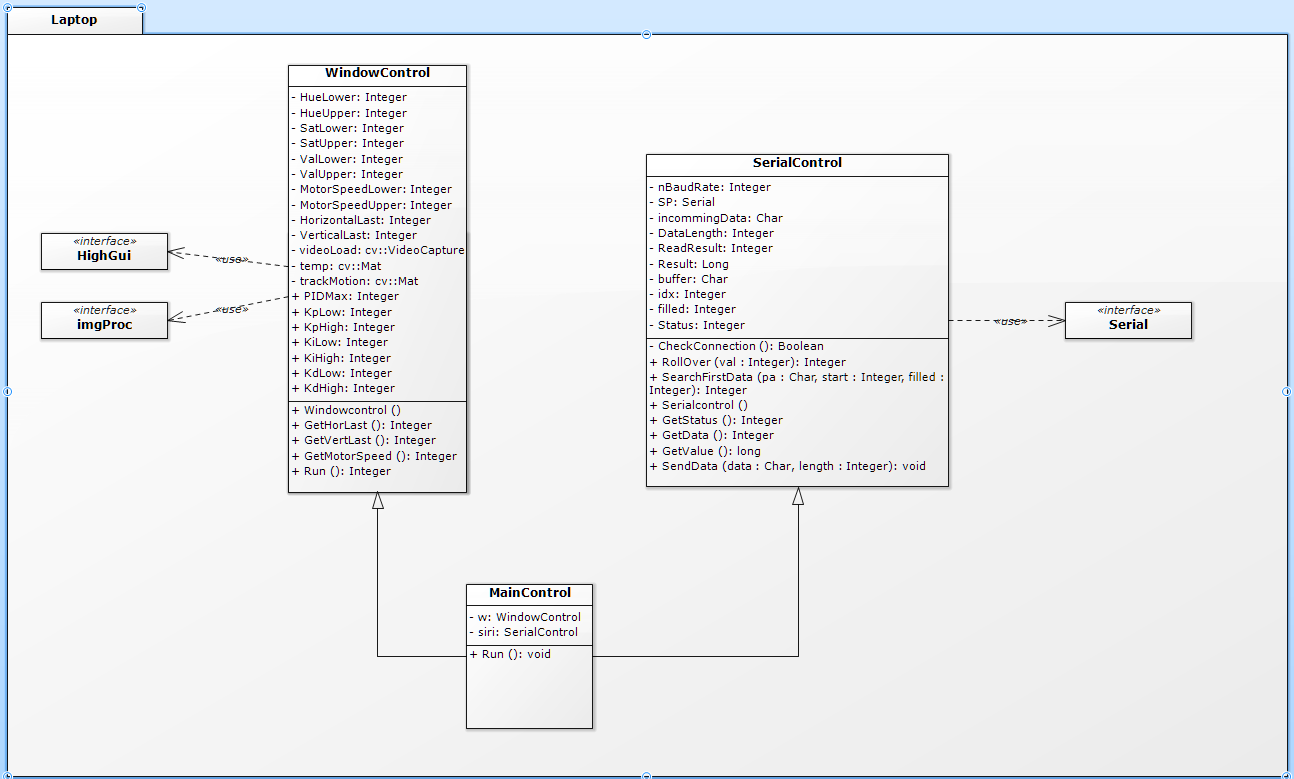 Laptop
WindowControl
- HueLower: Integer
- HueUpper: Integer
- SatLower: Integer
- SatUpper: Integer
- ValLower: Integer
- ValUpper: Integer
- MotorSpeedLower: Integer
- MotorSpeedUpper: Integer
- HorizontalLast: Integer
- VerticalLast: Integer
- videoLoad: cv::VideoCapture
- temp: cv::Mat
- trackMotion: cv::Mat
+ PIDMax: Integer
+ KpLow: Integer
+ KpHigh: Integer
+ KiLow: Integer
+ KiHigh: Integer
+ KdLow: Integer
+ KdHigh: Integer
+ Windowcontrol ()
+ GetHorLast (): Integer
+ GetVertLast (): Integer
+ GetMotorSpeed (): Integer
+ Run (): Integer
«interface»
HighGui
«use»
«interface»
imgProc
«use»
SerialControl
- nBaudRate: Integer
- SP: Serial
- incommingData: Char
- DataLength: Integer
- ReadResult: Integer
- Result: Long
- buffer: Char
- idx: Integer
- filled: Integer
- Status: Integer
- CheckConnection (): Boolean
+ RollOver (val : Integer): Integer
+ SearchFirstData (pa : Char, start : Integer, filled :
Integer): Integer
+ Serialcontrol ()
+ GetStatus (): Integer
+ GetData (): Integer
+ GetValue (): long
+ SendData (data : Char, length : Integer): void
«use»
«interface»
Serial
MainControl
- w: WindowControl
- siri: SerialControl
+ Run (): void